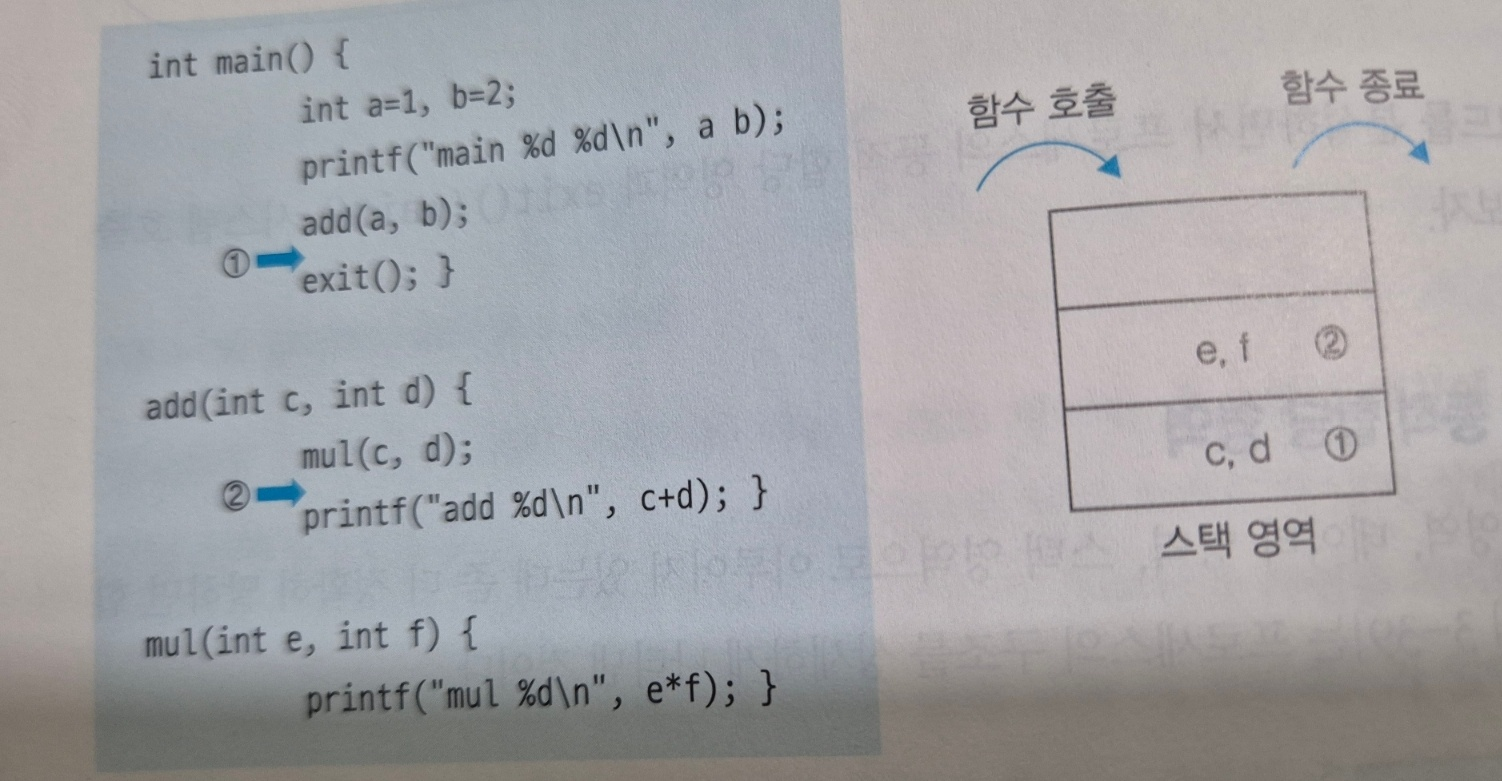 int main() {
int a=1, b=2;
printf("main %d %d\n", a b);
add(a, b);
① exit(); }
add(int c, int d) {
mul(c, d);
② printf("add %d\n", c+d); }
mul(int e, int f) {
printf("mul %d\n", e*f); }
함수 호출
함수 종료
e, f ②
c, d ①
스택 영역